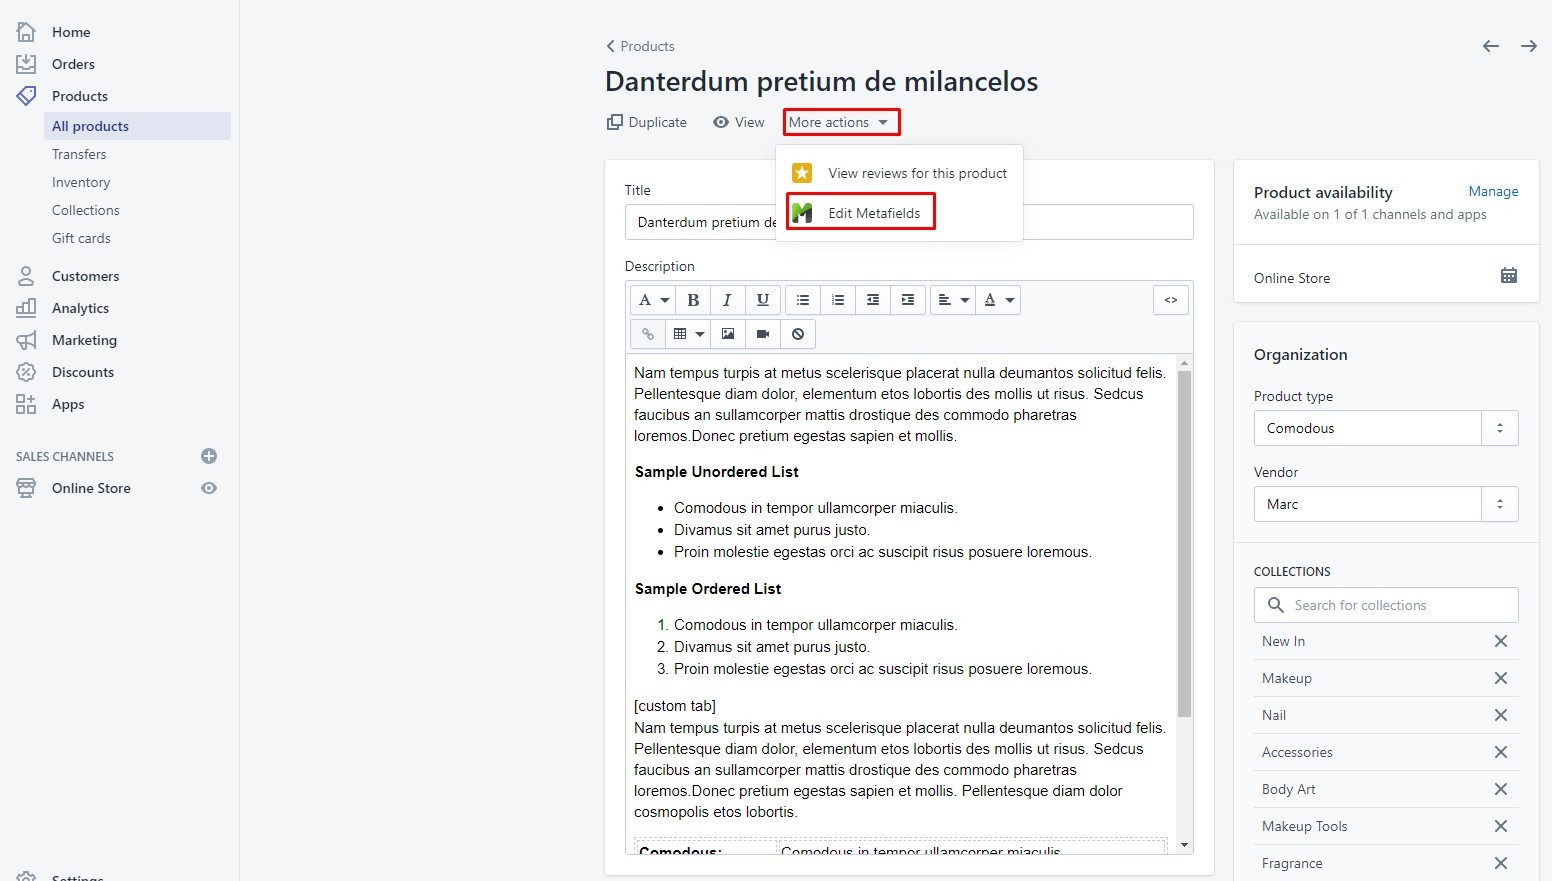 Home
Orders
Products
All products
Transfers
Inventory
Collections
Gift cards
Customers
Analytics
Marketing
Discounts
Apps
SALES CHANNELS
Online Store
Settings
Products
Danterdum pretium de milancelos
Duplicate
View
More actions
View reviews for this product
Edit Metafields
Title
Danterdum pretium de
Description
A
B
I
U
A
<>
Nam tempus turpis at metus scelerisque placerat nulla deumantos solicitud felis.
Pellentesque diam dolor, elementum etos lobortis des mollis ut risus. Sedcus
faucibus an sullamcorper mattis drostique des commodo pharetras
loremos.Donec pretium egestas sapien et mollis.
Sample Unordered List
• Comodous in tempor ullamcorper miaculis.
• Divamus sit amet purus justo.
• Proin molestie egestas orci ac suscipit risus posuere loremous.
Sample Ordered List
1. Comodous in tempor ullamcorper miaculis.
2. Divamus sit amet purus justo.
3. Proin molestie egestas orci ac suscipit risus posuere loremous.
[custom tab]
Nam tempus turpis at metus scelerisque placerat nulla deumantos solicitud felis.
Pellentesque diam dolor, elementum etos lobortis des mollis ut risus. Sedcus
faucibus an sullamcorper mattis drostique des commodo pharetras
loremos.Donec pretium egestas sapien et mollis. Pellentesque diam dolor
cosmopolis etos lobortis.
Comodous: Comodous in tempor ullamcorper miaculis
Product availability Manage
Available on 1 of 1 channels and apps
Online Store
Organization
Product type
Comodous
Vendor
Marc
COLLECTIONS
Search for collections
New In
Makeup
Nail
Accessories
Body Art
Makeup Tools
Fragrance